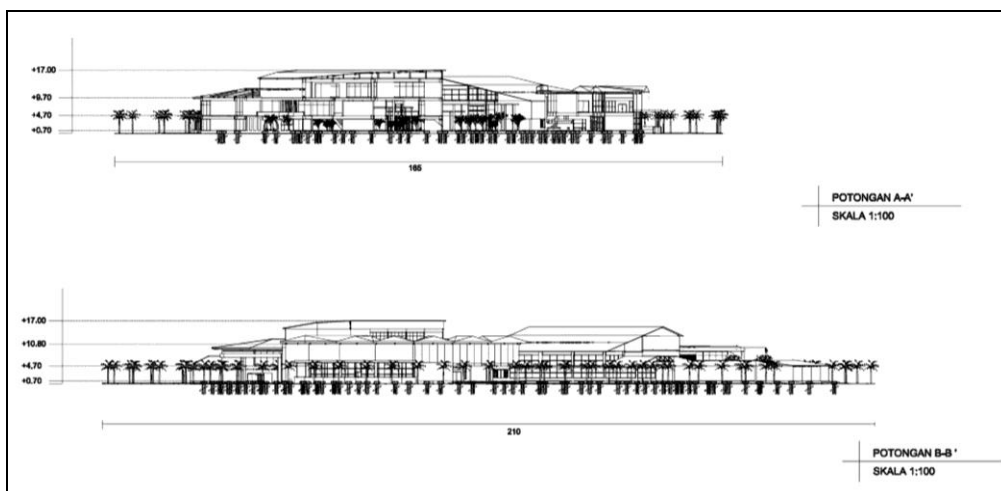 +17.00
+9.70
+4.70
+0.70
165
POTONGAN A-A'
SKALA 1:100
+17.00
+10.80
+4.70
+0.70
210
POTONGAN B-B '
SKALA 1:100